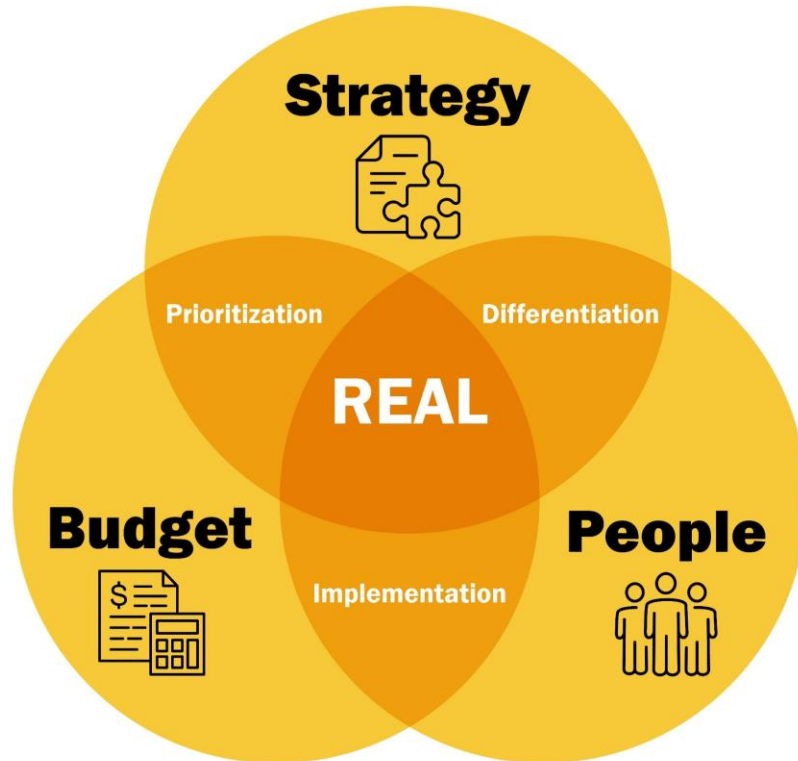 Strategy
Prioritization
Differentiation
REAL
Budget
People
$
Implementation